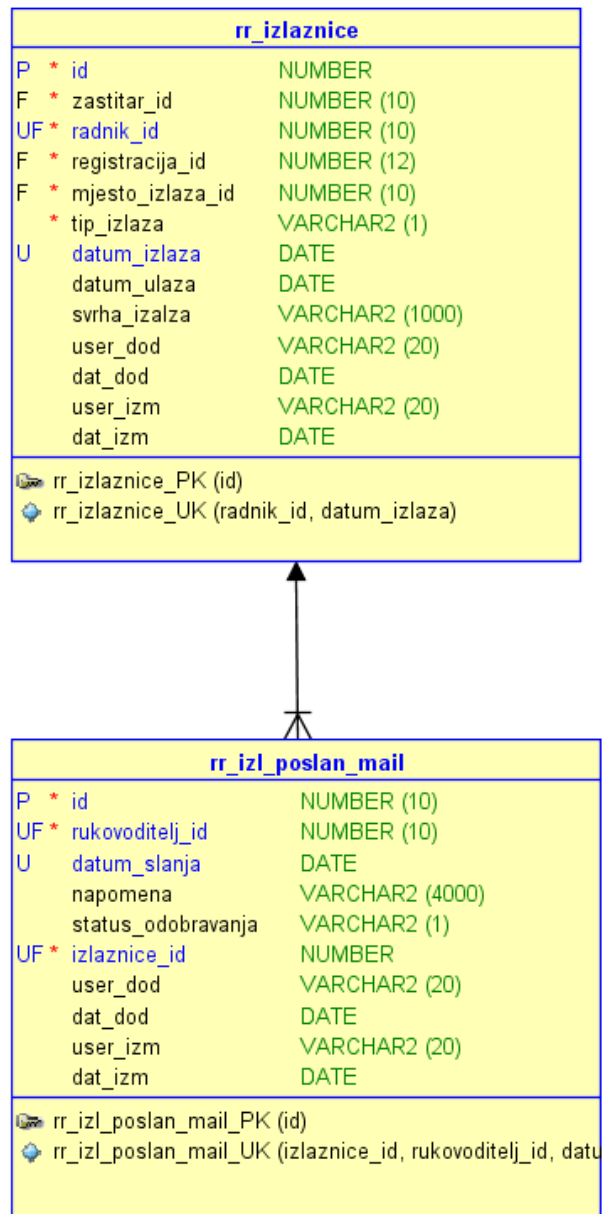 rr_izlaznice
P * id NUMBER
F * zastitar_id NUMBER (10)
UF * radnik_id NUMBER (10)
F * registracija_id NUMBER (12)
F * mjesto_izlaza_id NUMBER (10)
* tip_izlaza VARCHAR2 (1)
U datum_izlaza DATE
datum_ulaza DATE
svrha_izalza VARCHAR2 (1000)
user_dod VARCHAR2 (20)
dat_dod DATE
user_izm VARCHAR2 (20)
dat_izm DATE
rr_izlaznice_PK (id)
rr_izlaznice_UK (radnik_id, datum_izlaza)
rr_izl_poslan_mail
P * id NUMBER (10)
UF * rukovoditelj_id NUMBER (10)
U datum_slanja DATE
napomena VARCHAR2 (4000)
status_odobravanja VARCHAR2 (1)
UF * izlaznice_id NUMBER
user_dod VARCHAR2 (20)
dat_dod DATE
user_izm VARCHAR2 (20)
dat_izm DATE
rr_izl_poslan_mail_PK (id)
rr_izl_poslan_mail_UK (izlaznice_id, rukovoditelj_id, datu